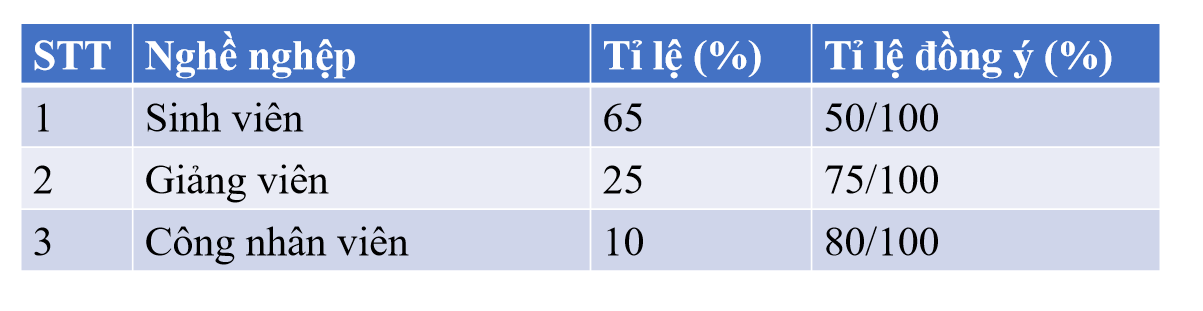 STT Nghề nghệp Tỉ lệ (%) Tỉ lệ đồng ý (%)
1 Sinh viên 65 50/100
2 Giảng viên 25 75/100
3 Công nhân viên 10 80/100